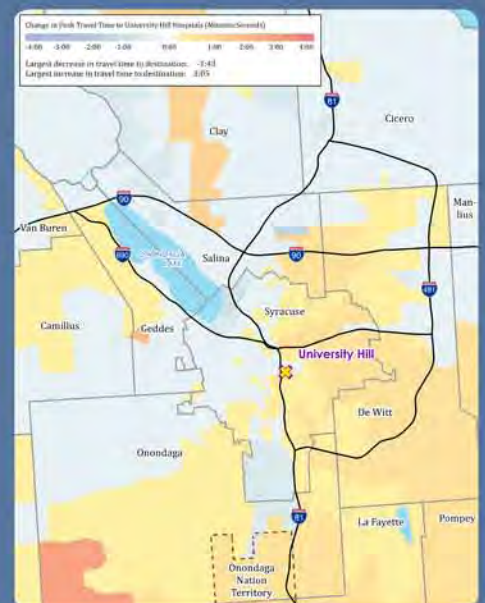 Change in Peak Travel Time to University Hill Hospitals (Minutes:Seconds)
-4:00 -3:00 -2:00 -1:00 0:00 1:00 2:00 3:00 4:00
Largest decrease in travel time to destination: -1:43
Largest increase in travel time to destination: 3:05
81
Cicero
Clay
90
Man-
lius
Van Buren
690
Salina
90
481
Syracuse
Camillus
Geddes
University Hill
De Witt
Onondaga
81
La Fayette
Pompey
Onondaga
Nation
Territory